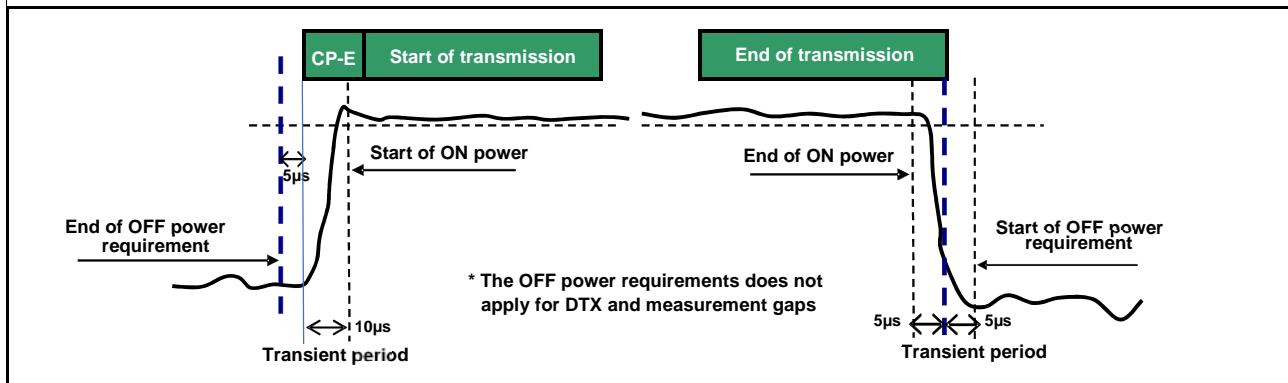 CP-E
Start of transmission
End of transmission
Start of ON power
End of ON power
5µs
End of OFF power
requirement
Start of OFF power
requirement
* The OFF power requirements does not
apply for DTX and measurement gaps
10µs
5µs
5µs
Transient period
Transient period